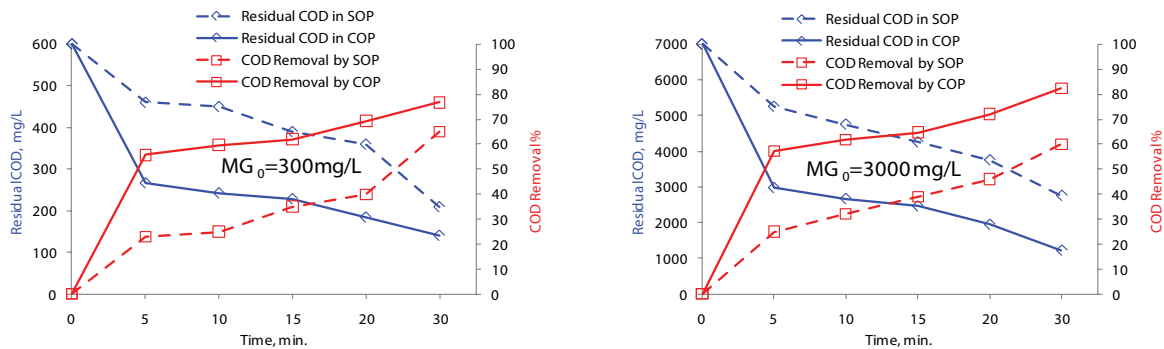 Residual COD in SOP
Residual COD in COP
COD Removal by SOP
COD Removal by COP
600
500
400
300
200
100
0
100
90
80
70
60
50
40
30
20
10
0
MG₀=300mg/L
0 5 10 15 20 30
Time, min.
Residual COD, mg/L
COD Removal %
Residual COD in SOP
Residual COD in COP
COD Removal by SOP
COD Removal by COP
7000
6000
5000
4000
3000
2000
1000
0
100
90
80
70
60
50
40
30
20
10
0
MG₀=3000mg/L
0 5 10 15 20 30
Time, min.
Residual COD, mg/L
COD Removal %